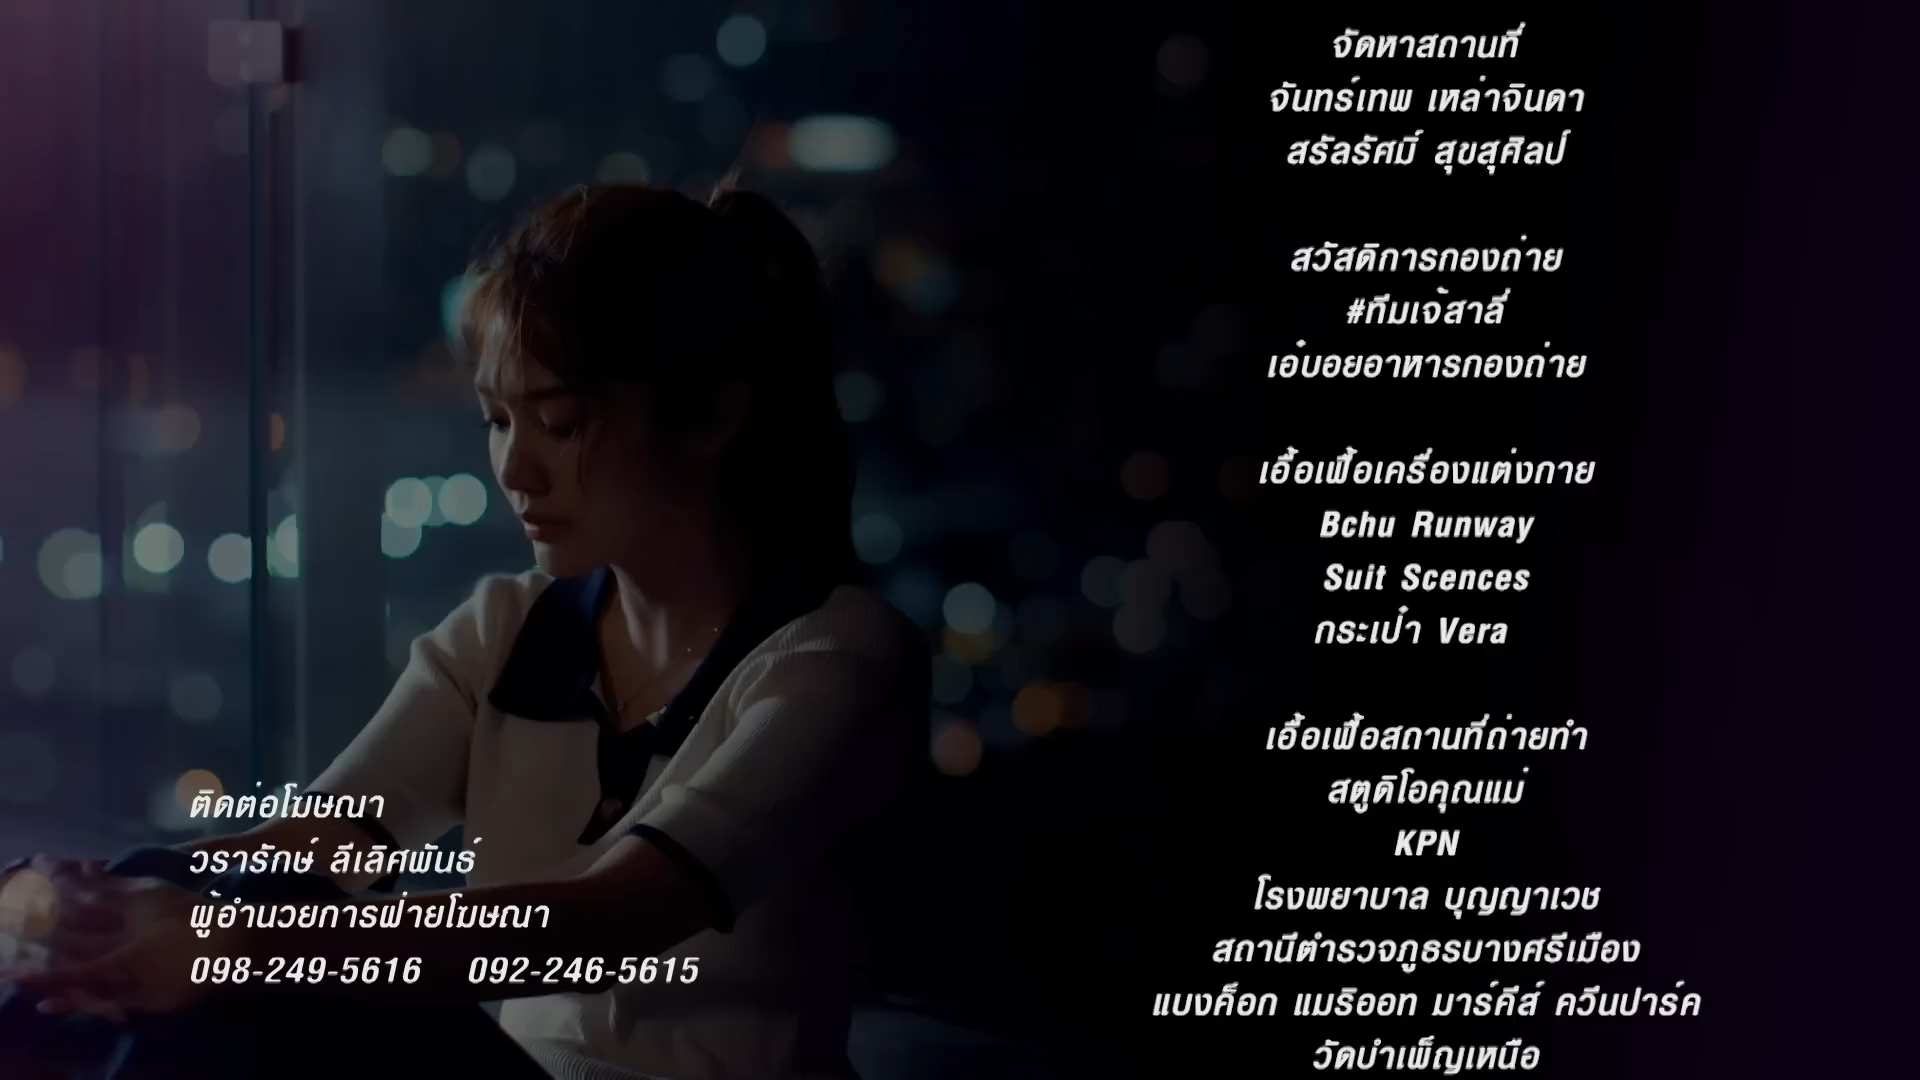 จัดหาสถานที่
จันทร์เทพ เหล่าจินดา
สรัลรัศมิ์ สุขสุศิลป์
สวัสดิการกองถ่าย
#ทีมเจ้สาลี่
เอ๋บอยอาหารกองถ่าย
เอื้อเฟื้อเครื่องแต่งกาย
Bchu Runway
Suit Scences
กระเป๋า Vera
เอื้อเฟื้อสถานที่ถ่ายทำ
สตูดิโอคุณแม่
KPN
โรงพยาบาล บุญญาเวช
สถานีตำรวจภูธรบางศรีเมือง
แบงค็อก แมริออท มาร์คีส์ ควีนปาร์ค
วัดบำเพ็ญเหนือ
ติดต่อโฆษณา
วรารักษ์ ลีเลิศพันธ์
ผู้อำนวยการฝ่ายโฆษณา
098-249-5616 092-246-5615